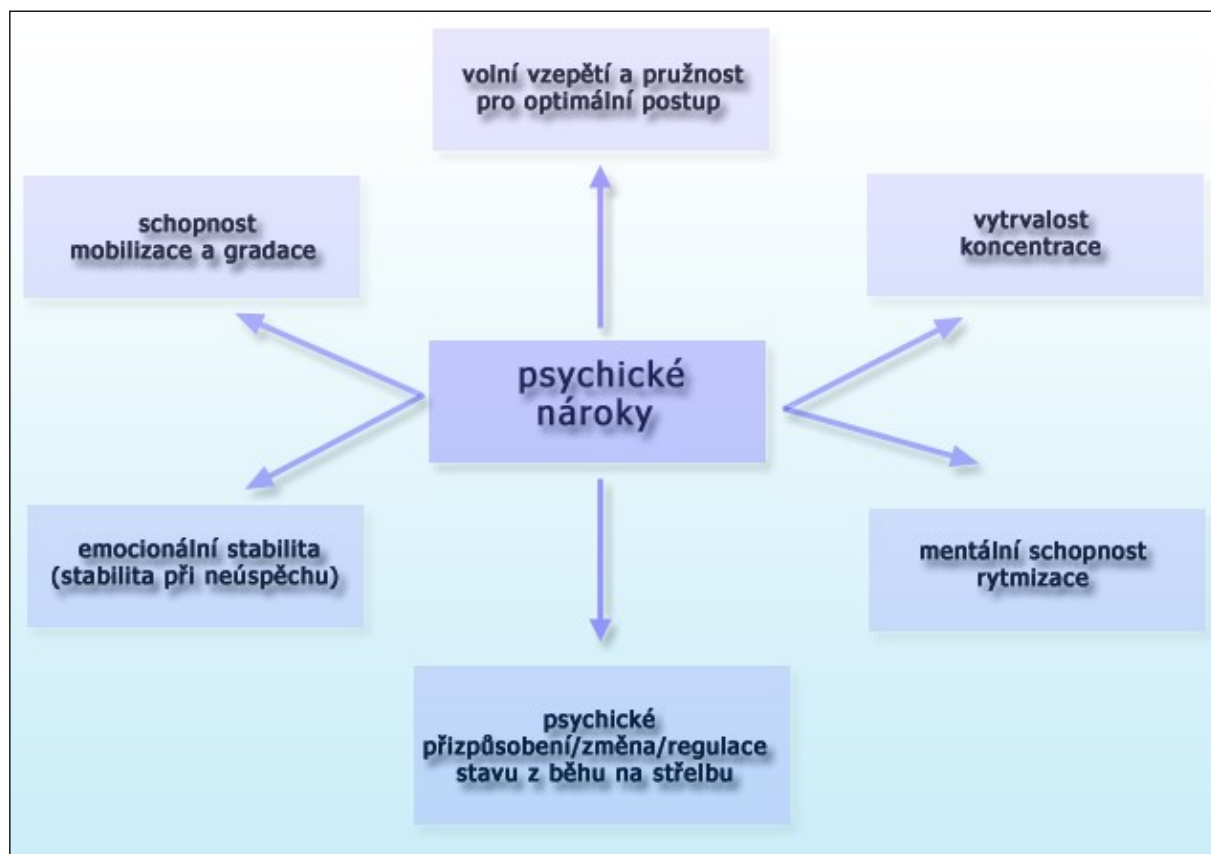 volní vzepětí a pružnost
pro optimální postup
schopnost
mobilizace a gradace
vytrvalost
koncentrace
psychické
nároky
emocionální stabilita
(stabilita při neúspěchu)
mentální schopnost
rytmizace
psychické
přizpůsobení/změna/regulace
stavu z běhu na střelbu